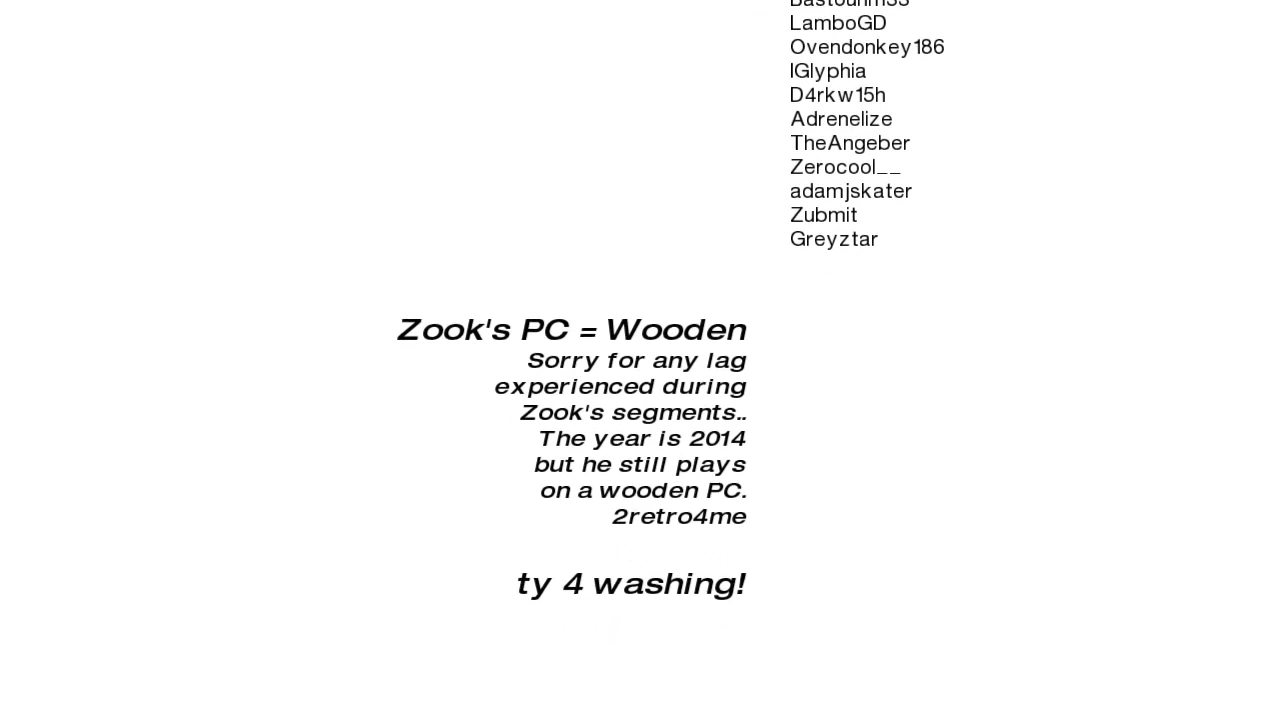 LamboGD
Ovendonkey186
IGlyphia
D4rkw15h
Adrenelize
TheAngeber
Zerocool__
adamjskater
Zubmit
Greyztar
Zook's PC = Wooden
Sorry for any lag
experienced during
Zook's segments..
The year is 2014
but he still plays
on a wooden PC.
2retro4me
ty 4 washing!